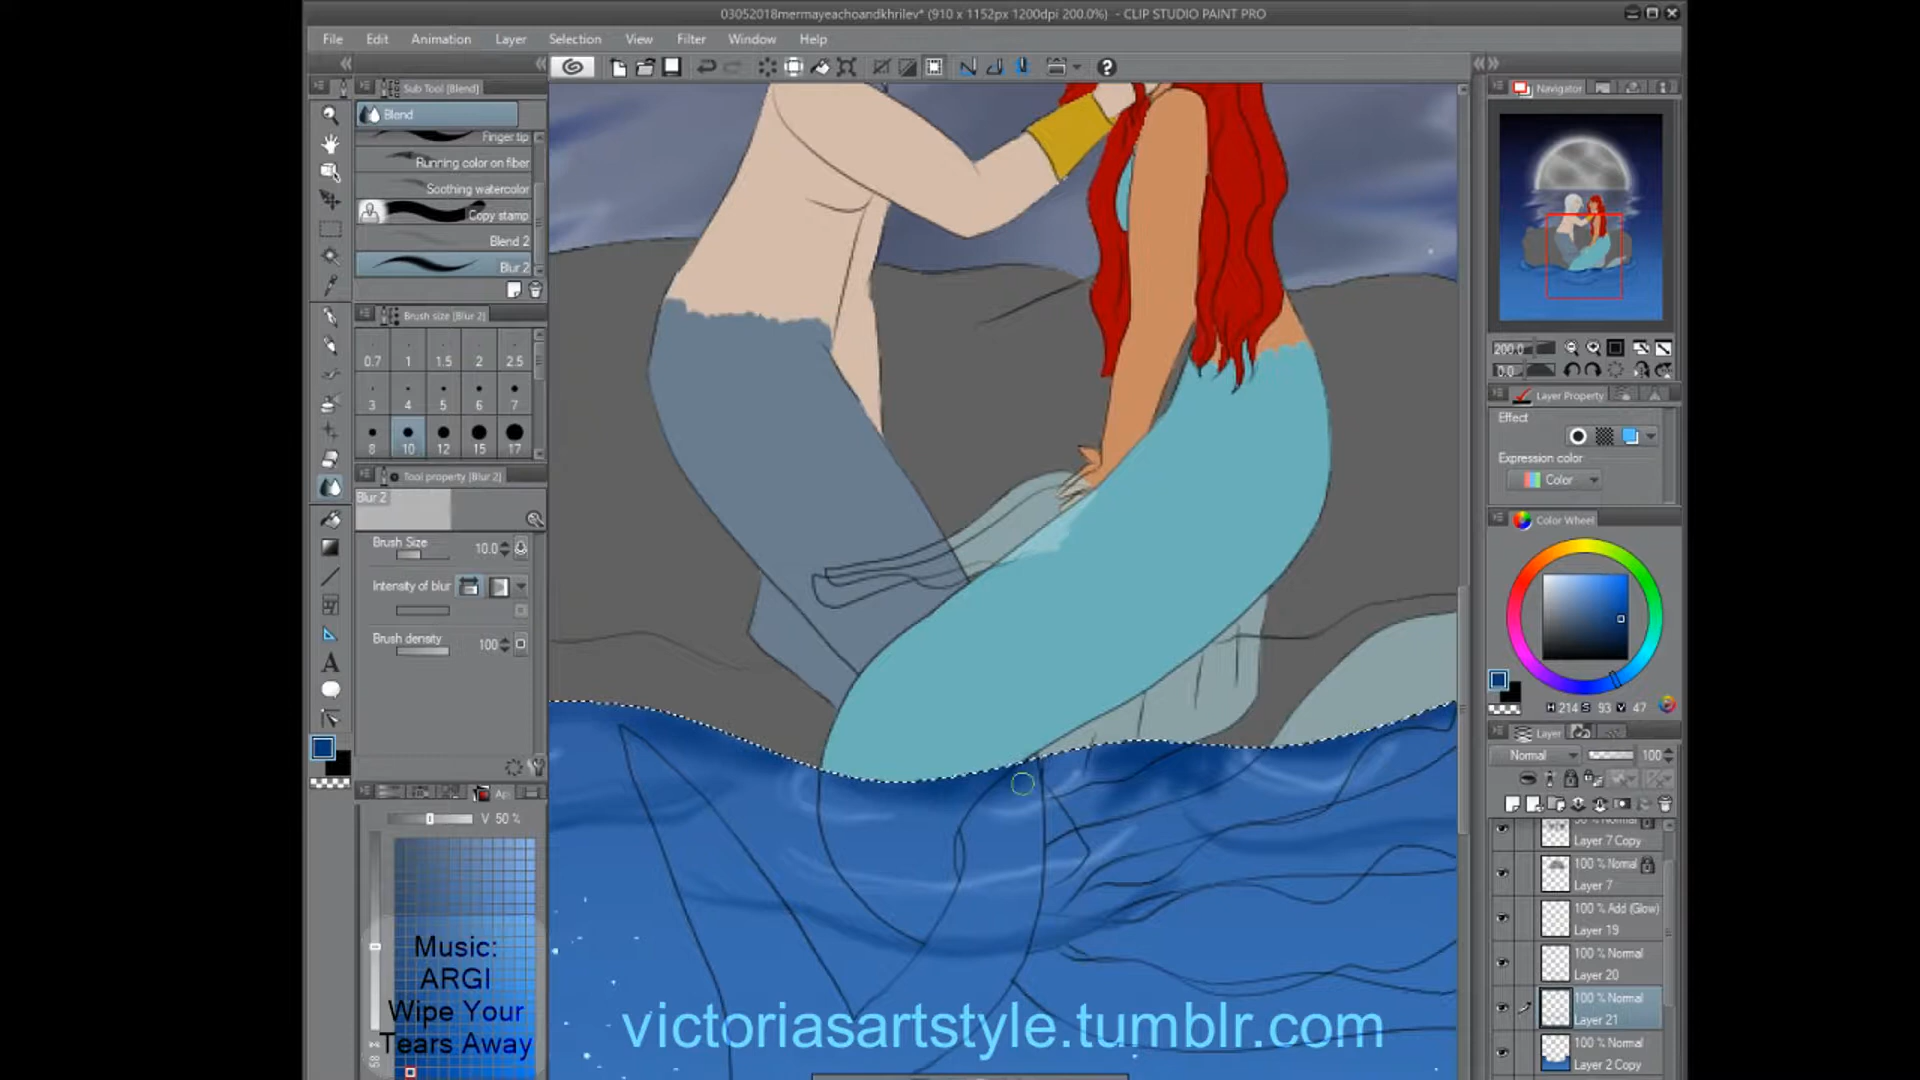 03052018mermayeachoandkhrilev* (910 x 1152px 1200dpi 200.0%) - CLIP STUDIO PAINT PRO
File Edit Animation Layer Selection View Filter Window Help
Sub Tool [Blend]
Blend
Finger tip
Running color on fiber
Soothing watercolor
Copy stamp
Blend 2
Blur 2
Brush size [Blur 2]
0.7 1 1.5 2 2.5
3 4 5 6 7
8 10 12 15 17
Tool property [Blur 2]
Blur 2
Brush Size 10.0
Intensity of blur
Brush density 100
V 50 %
58
Music:
ARGI
Wipe Your
Tears Away
victoriasartstyle.tumblr.com
Navigator
200.0
0.0
Layer Property
Effect
Expression color
Color
Color Wheel
H 214 S 93 V 47
Layer
Normal 100
Layer 7 Copy
100 % Normal
Layer 7
100 % Add (Glow)
Layer 19
100 % Normal
Layer 20
100 % Normal
Layer 21
100 % Normal
Layer 2 Copy
A